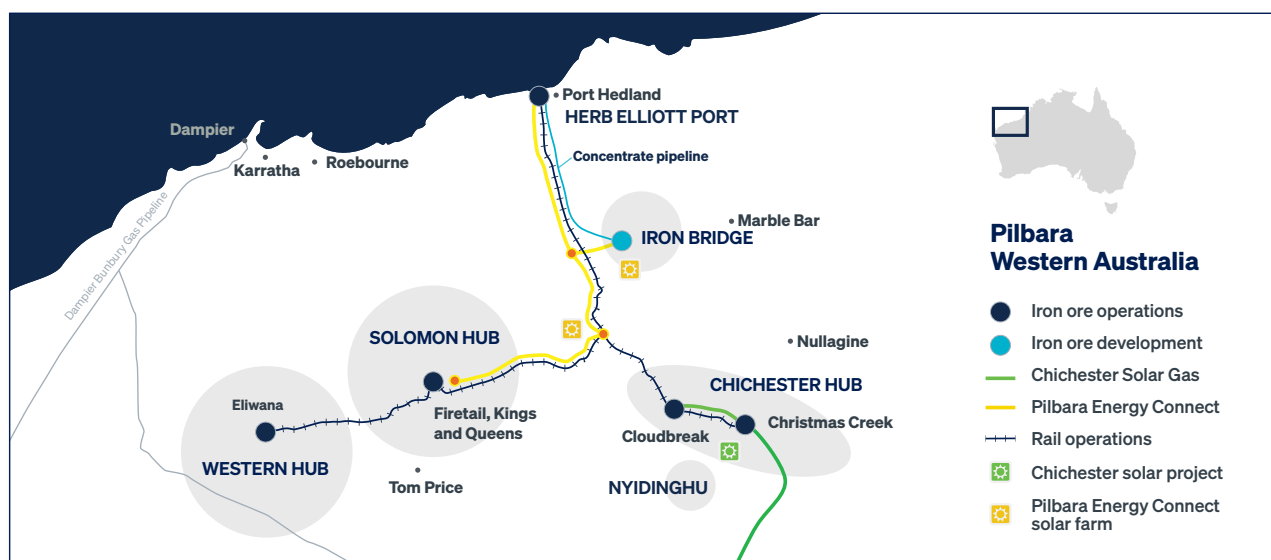 Port Hedland
HERB ELLIOTT PORT
Dampier
Karratha
Roebourne
Concentrate pipeline
Dampier Bunbury Gas Pipeline
Marble Bar
IRON BRIDGE
SOLOMON HUB
Nullagine
CHICHESTER HUB
Eliwana
Firetail, Kings
and Queens
Cloudbreak
Christmas Creek
WESTERN HUB
Tom Price
NYIDINGHU
Pilbara
Western Australia
Iron ore operations
Iron ore development
Chichester Solar Gas
Pilbara Energy Connect
Rail operations
Chichester solar project
Pilbara Energy Connect
solar farm